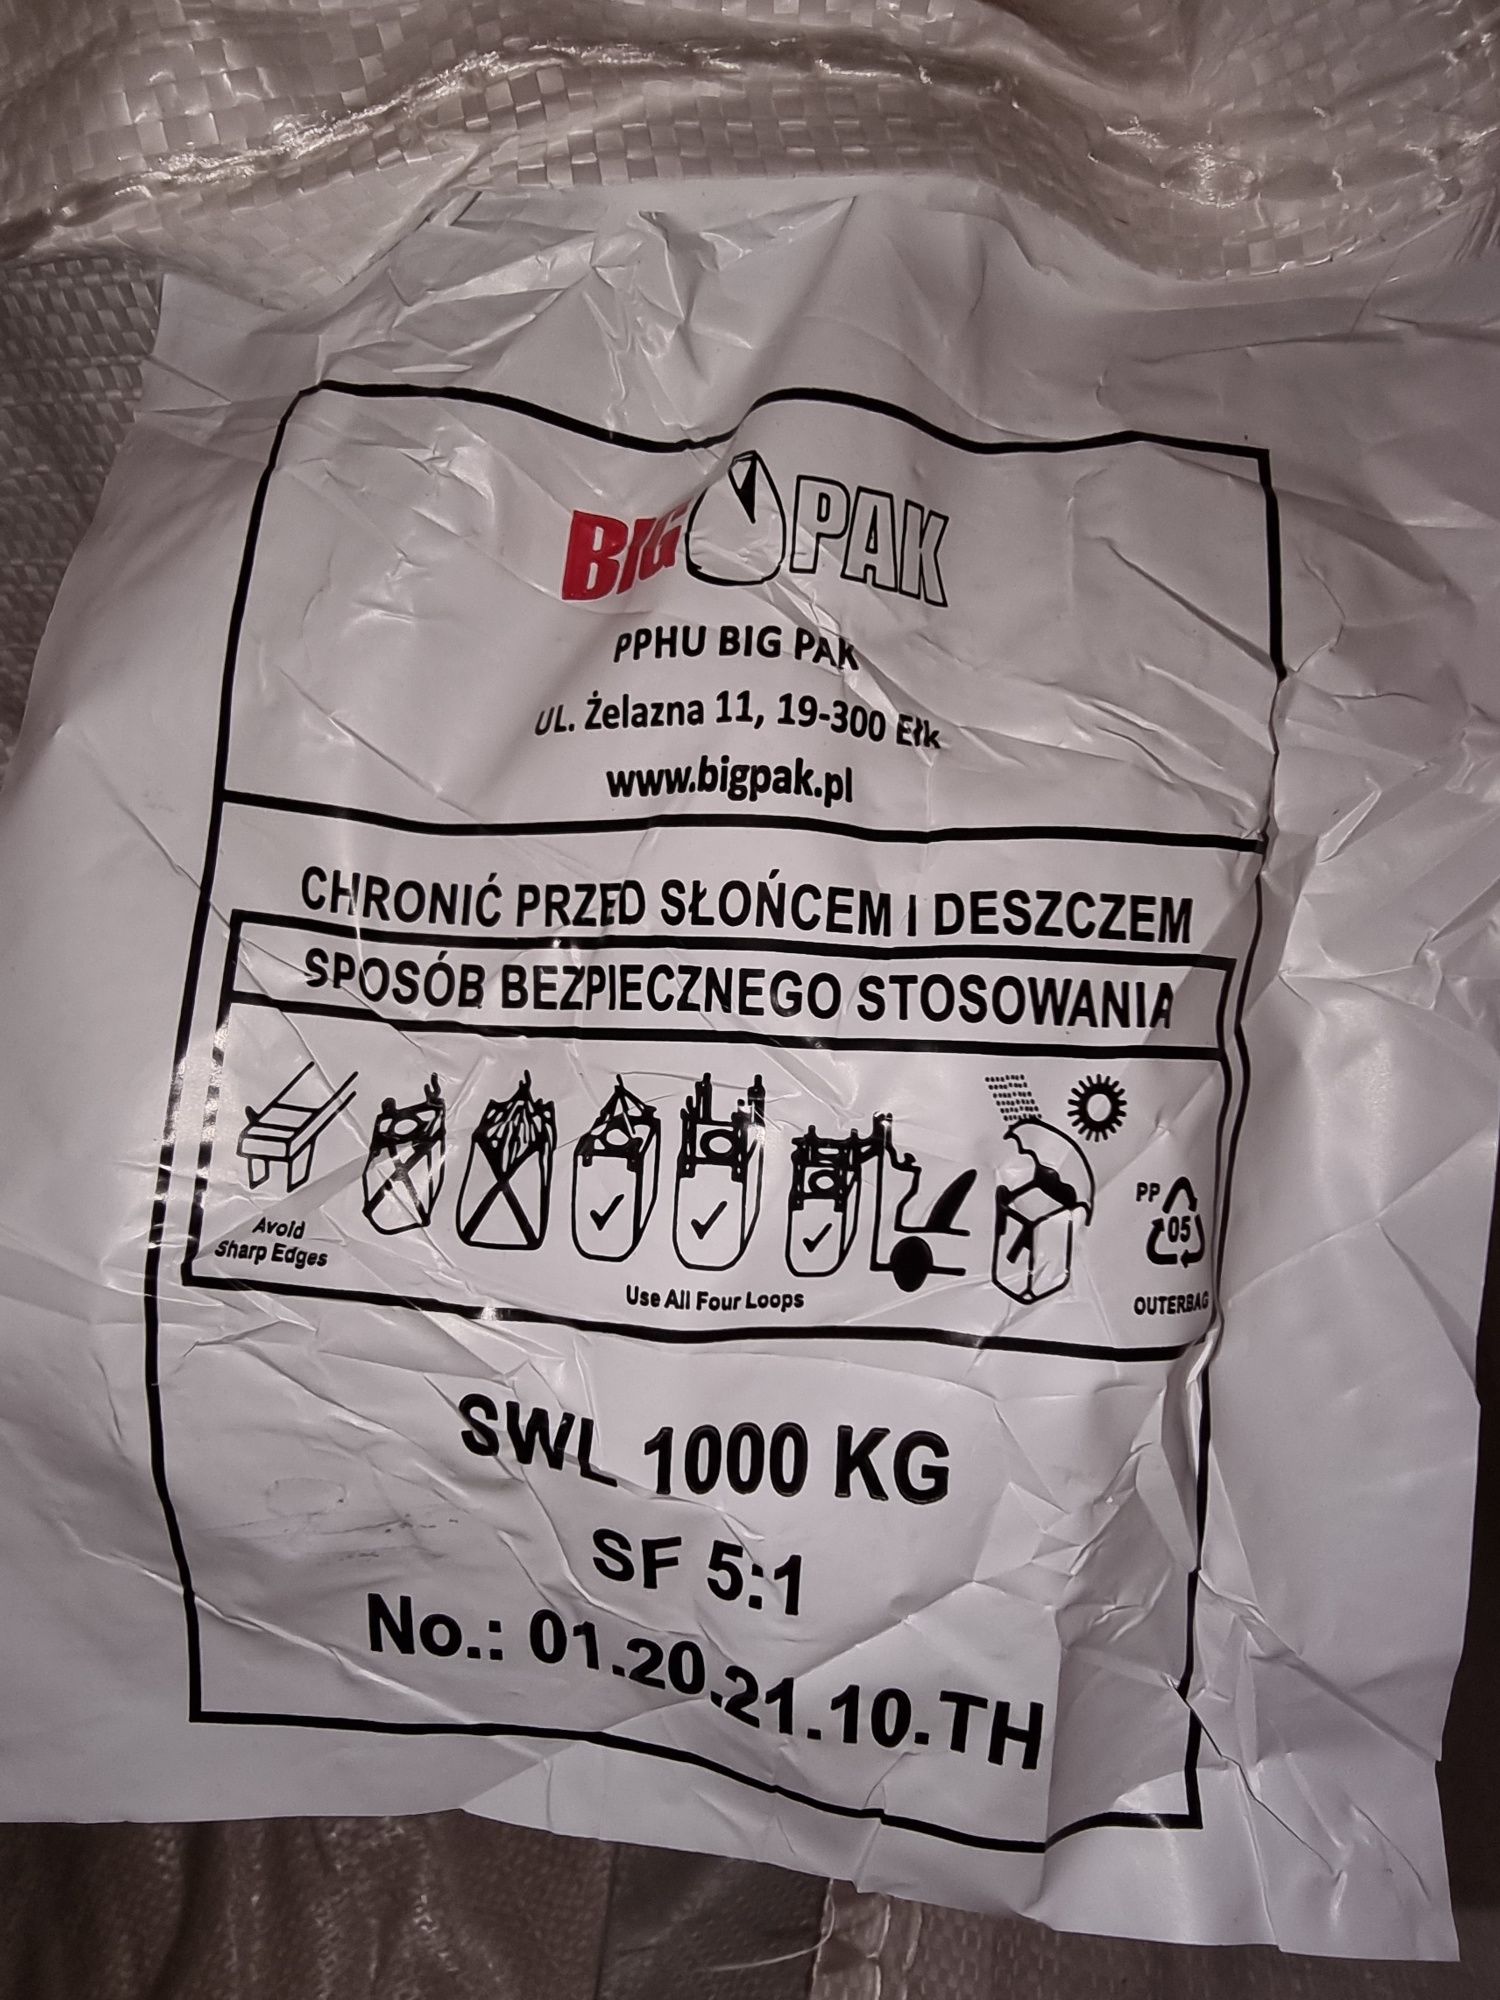 BIG PAK
PPHU BIG PAK
UL. Żelazna 11, 19-300 Ełk
www.bigpak.pl
CHRONIĆ PRZED SŁOŃCEM I DESZCZEM
SPOSÓB BEZPIECZNEGO STOSOWANIA
Avoid
Sharp Edges
Use All Four Loops
PP
05
OUTERBAG
SWL 1000 KG
SF 5:1
No.: 01.20.21.10.TH